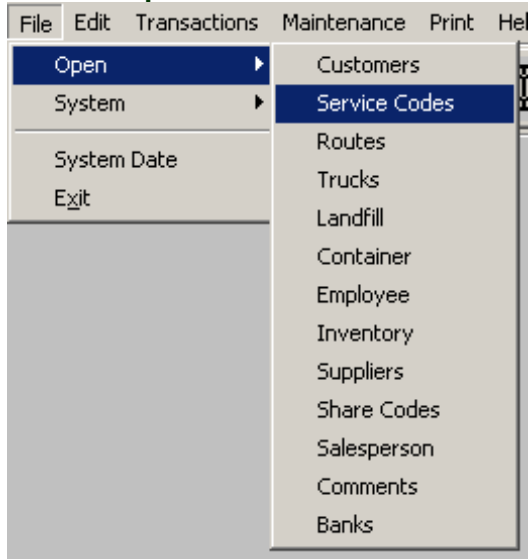 File Edit Transactions Maintenance Print Hel
Open
System
System Date
Exit
Customers
Service Codes
Routes
Trucks
Landfill
Container
Employee
Inventory
Suppliers
Share Codes
Salesperson
Comments
Banks